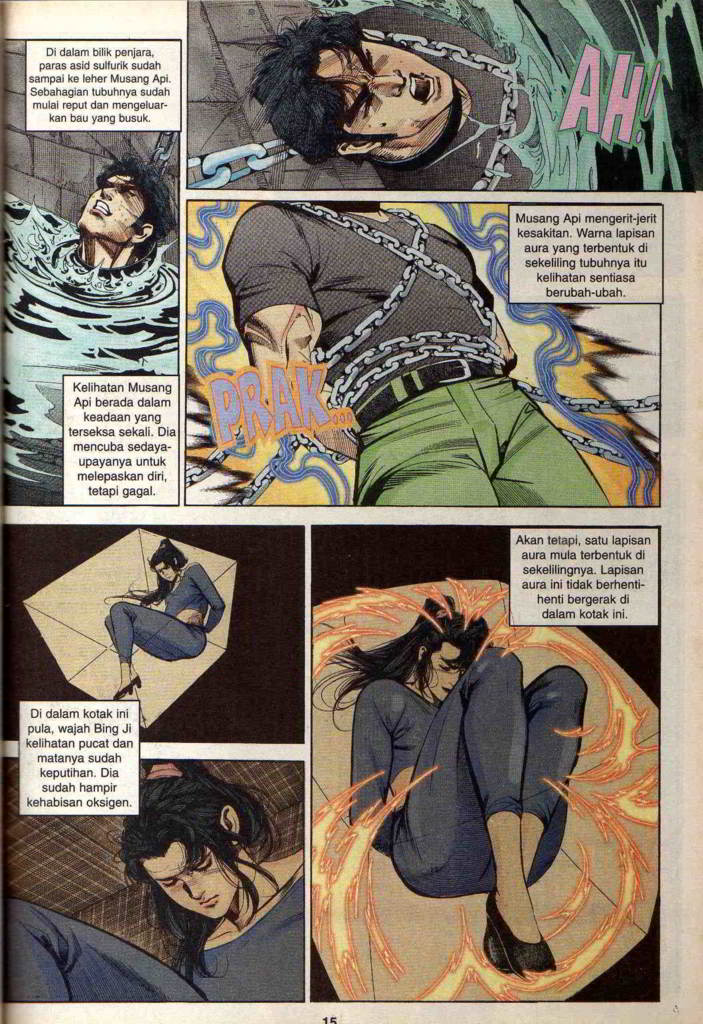 Di dalam bilik penjara,
paras asid sulfurik sudah
sampai ke leher Musang Api.
Sebahagian tubuhnya sudah
mulai reput dan mengeluar-
kan bau yang busuk.
AH!
Kelihatan Musang
Api berada dalam
keadaan yang
terseksa sekali. Dia
mencuba sedaya-
upayanya untuk
melepaskan diri,
tetapi gagal.
Musang Api mengerit-jerit
kesakitan. Warna lapisan
aura yang terbentuk di
sekeliling tubuhnya itu
kelihatan sentiasa
berubah-ubah.
PRAK...
Di dalam kotak ini
pula, wajah Bing Ji
kelihatan pucat dan
matanya sudah
keputihan. Dia
sudah hampir
kehabisan oksigen.
Akan tetapi, satu lapisan
aura mula terbentuk di
sekelilingnya. Lapisan
aura ini tidak berhenti-
henti bergerak di
dalam kotak ini.
15